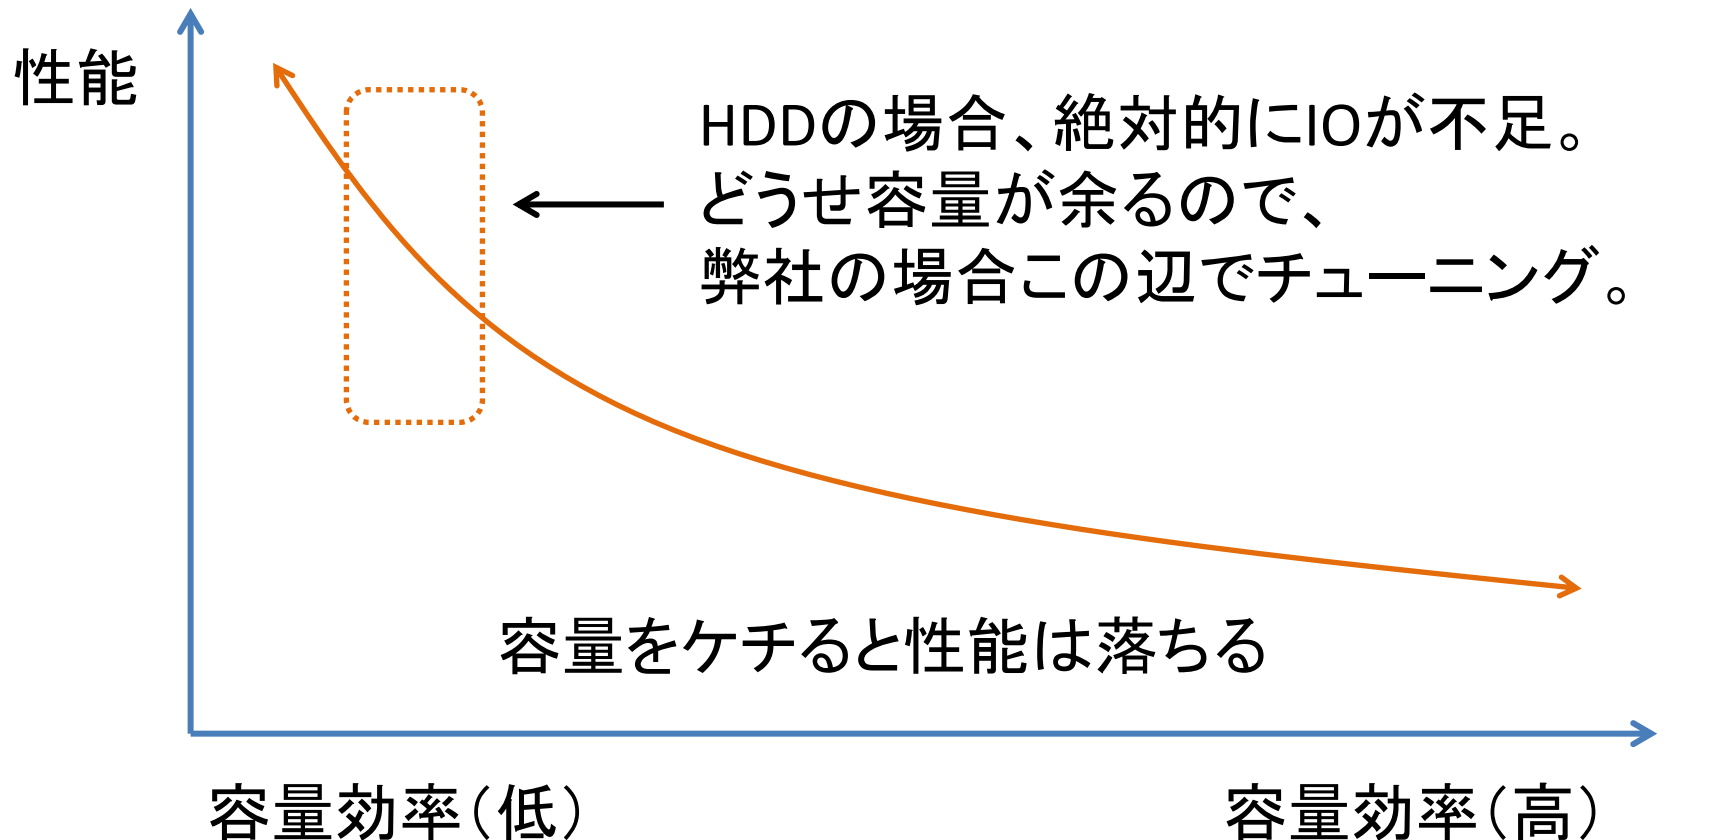 性能
HDDの場合、絶対的にIOが不足。
どうせ容量が余るので、
弊社の場合この辺でチューニング。
容量をケチると性能は落ちる
容量効率(低)
容量効率(高)